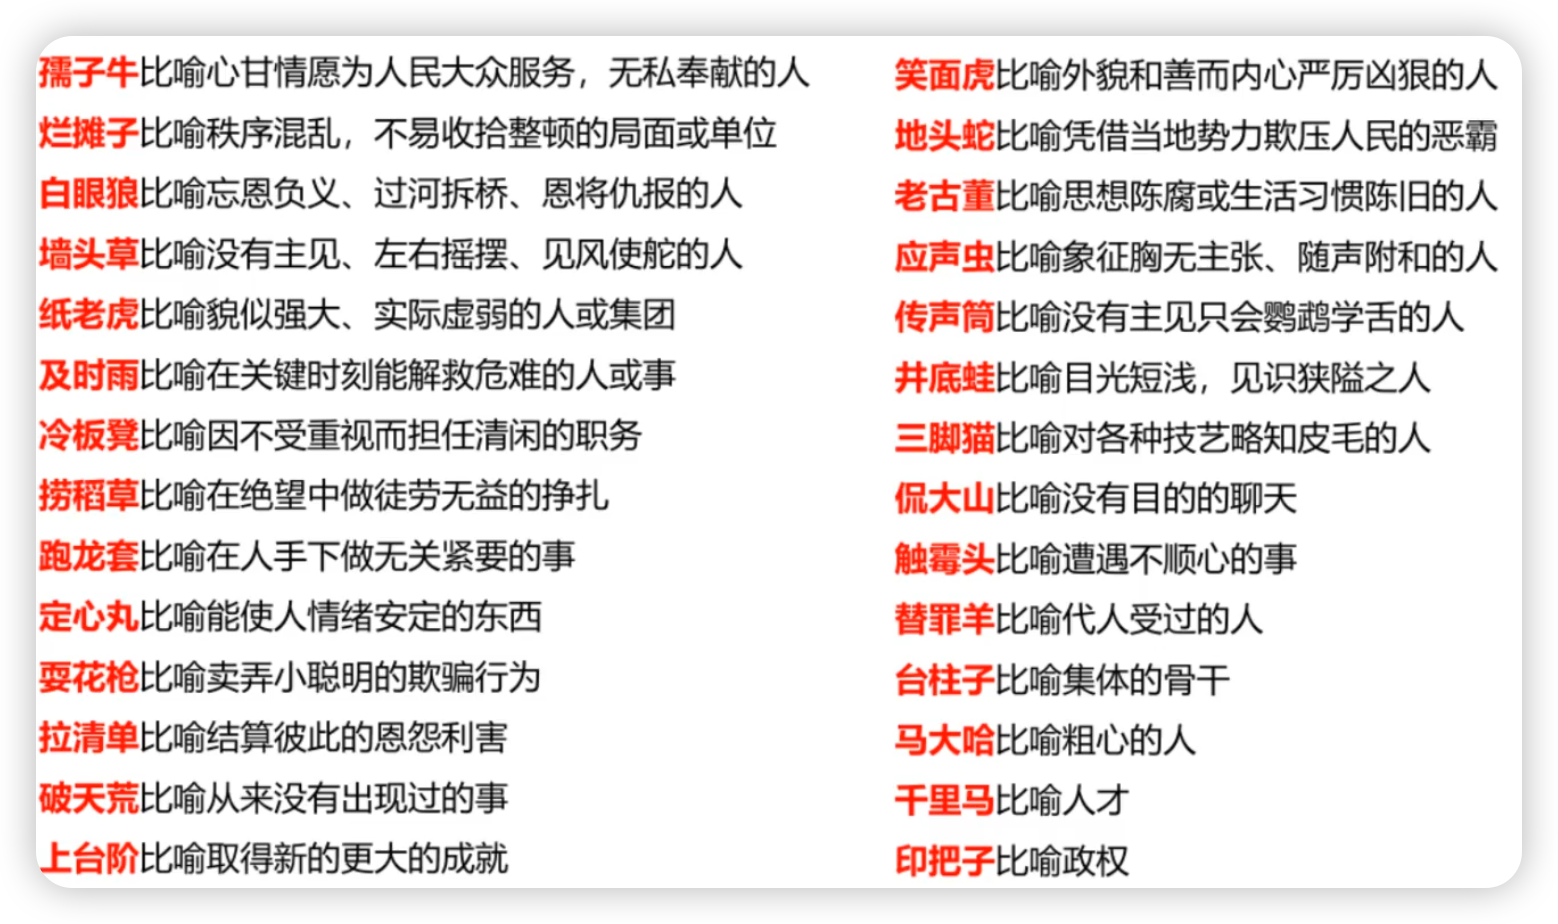 孺子牛比喻心甘情愿为人民大众服务，无私奉献的人
烂摊子比喻秩序混乱，不易收拾整顿的局面或单位
白眼狼比喻忘恩负义、过河拆桥、恩将仇报的人
墙头草比喻没有主见、左右摇摆、见风使舵的人
纸老虎比喻貌似强大、实际虚弱的人或集团
及时雨比喻在关键时刻能解救危难的人或事
冷板凳比喻因不受重视而担任清闲的职务
捞稻草比喻在绝望中做徒劳无益的挣扎
跑龙套比喻在人手下做无关紧要的事
定心丸比喻能使人情绪安定的东西
耍花枪比喻卖弄小聪明的欺骗行为
拉清单比喻结算彼此的恩怨利害
破天荒比喻从来没有出现过的事
上台阶比喻取得新的更大的成就
笑面虎比喻外貌和善而内心严厉凶狠的人
地头蛇比喻凭借当地势力欺压人民的恶霸
老古董比喻思想陈腐或生活习惯陈旧的人
应声虫比喻象征胸无主张、随声附和的人
传声筒比喻没有主见只会鹦鹉学舌的人
井底蛙比喻目光短浅，见识狭隘之人
三脚猫比喻对各种技艺略知皮毛的人
侃大山比喻没有目的的聊天
触霉头比喻遭遇不顺心的事
替罪羊比喻代人受过的人
台柱子比喻集体的骨干
马大哈比喻粗心的人
千里马比喻人才
印把子比喻政权